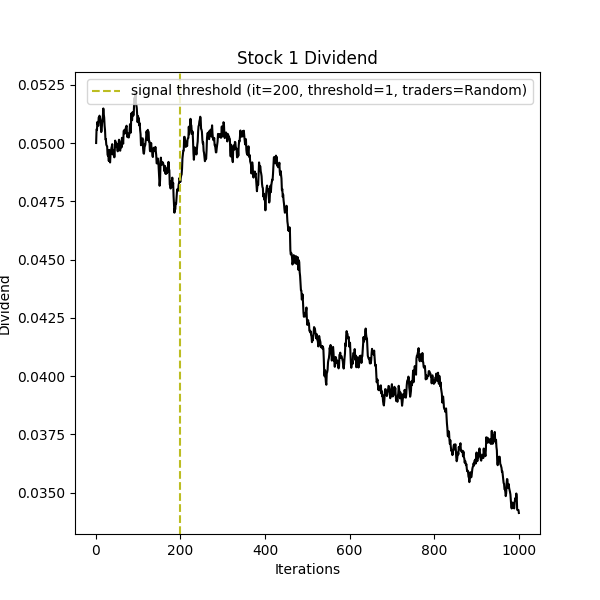 Stock 1 Dividend
signal threshold (it=200, threshold=1, traders=Random)
Dividend
0.0525
0.0500
0.0475
0.0450
0.0425
0.0400
0.0375
0.0350
0 200 400 600 800 1000
Iterations